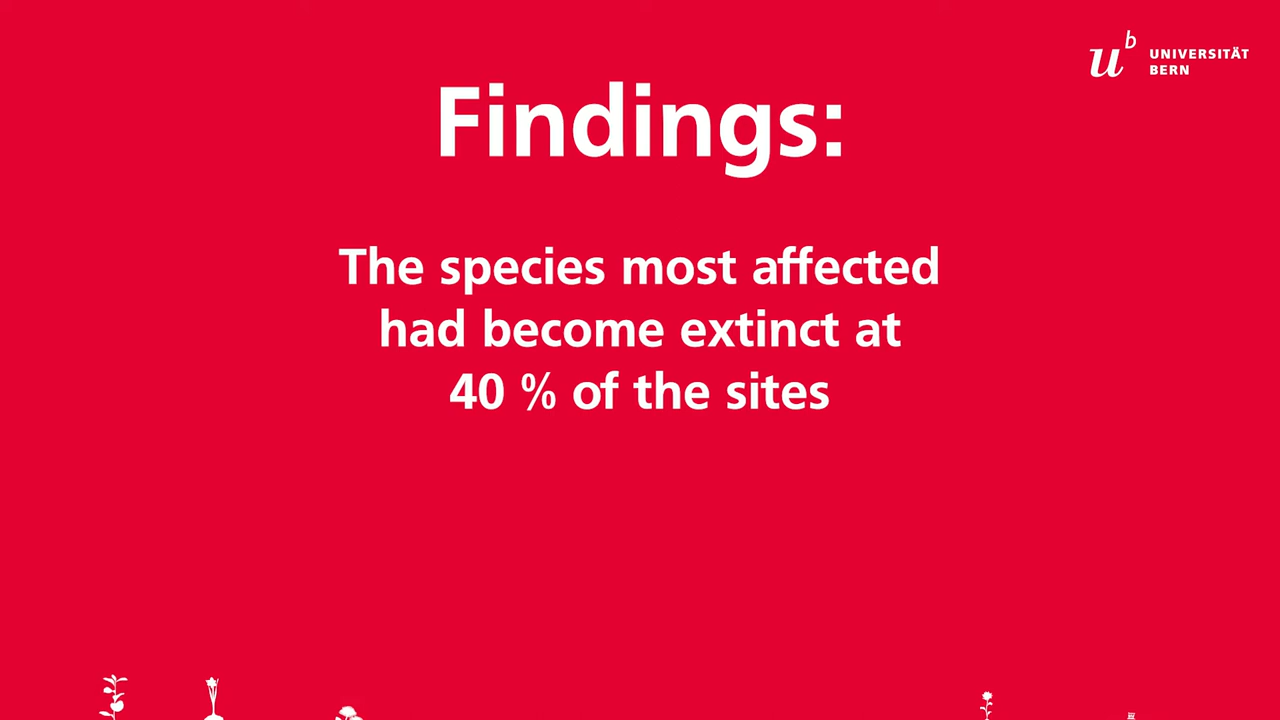 u^b UNIVERSITÄT
BERN
Findings:
The species most affected
had become extinct at
40 % of the sites